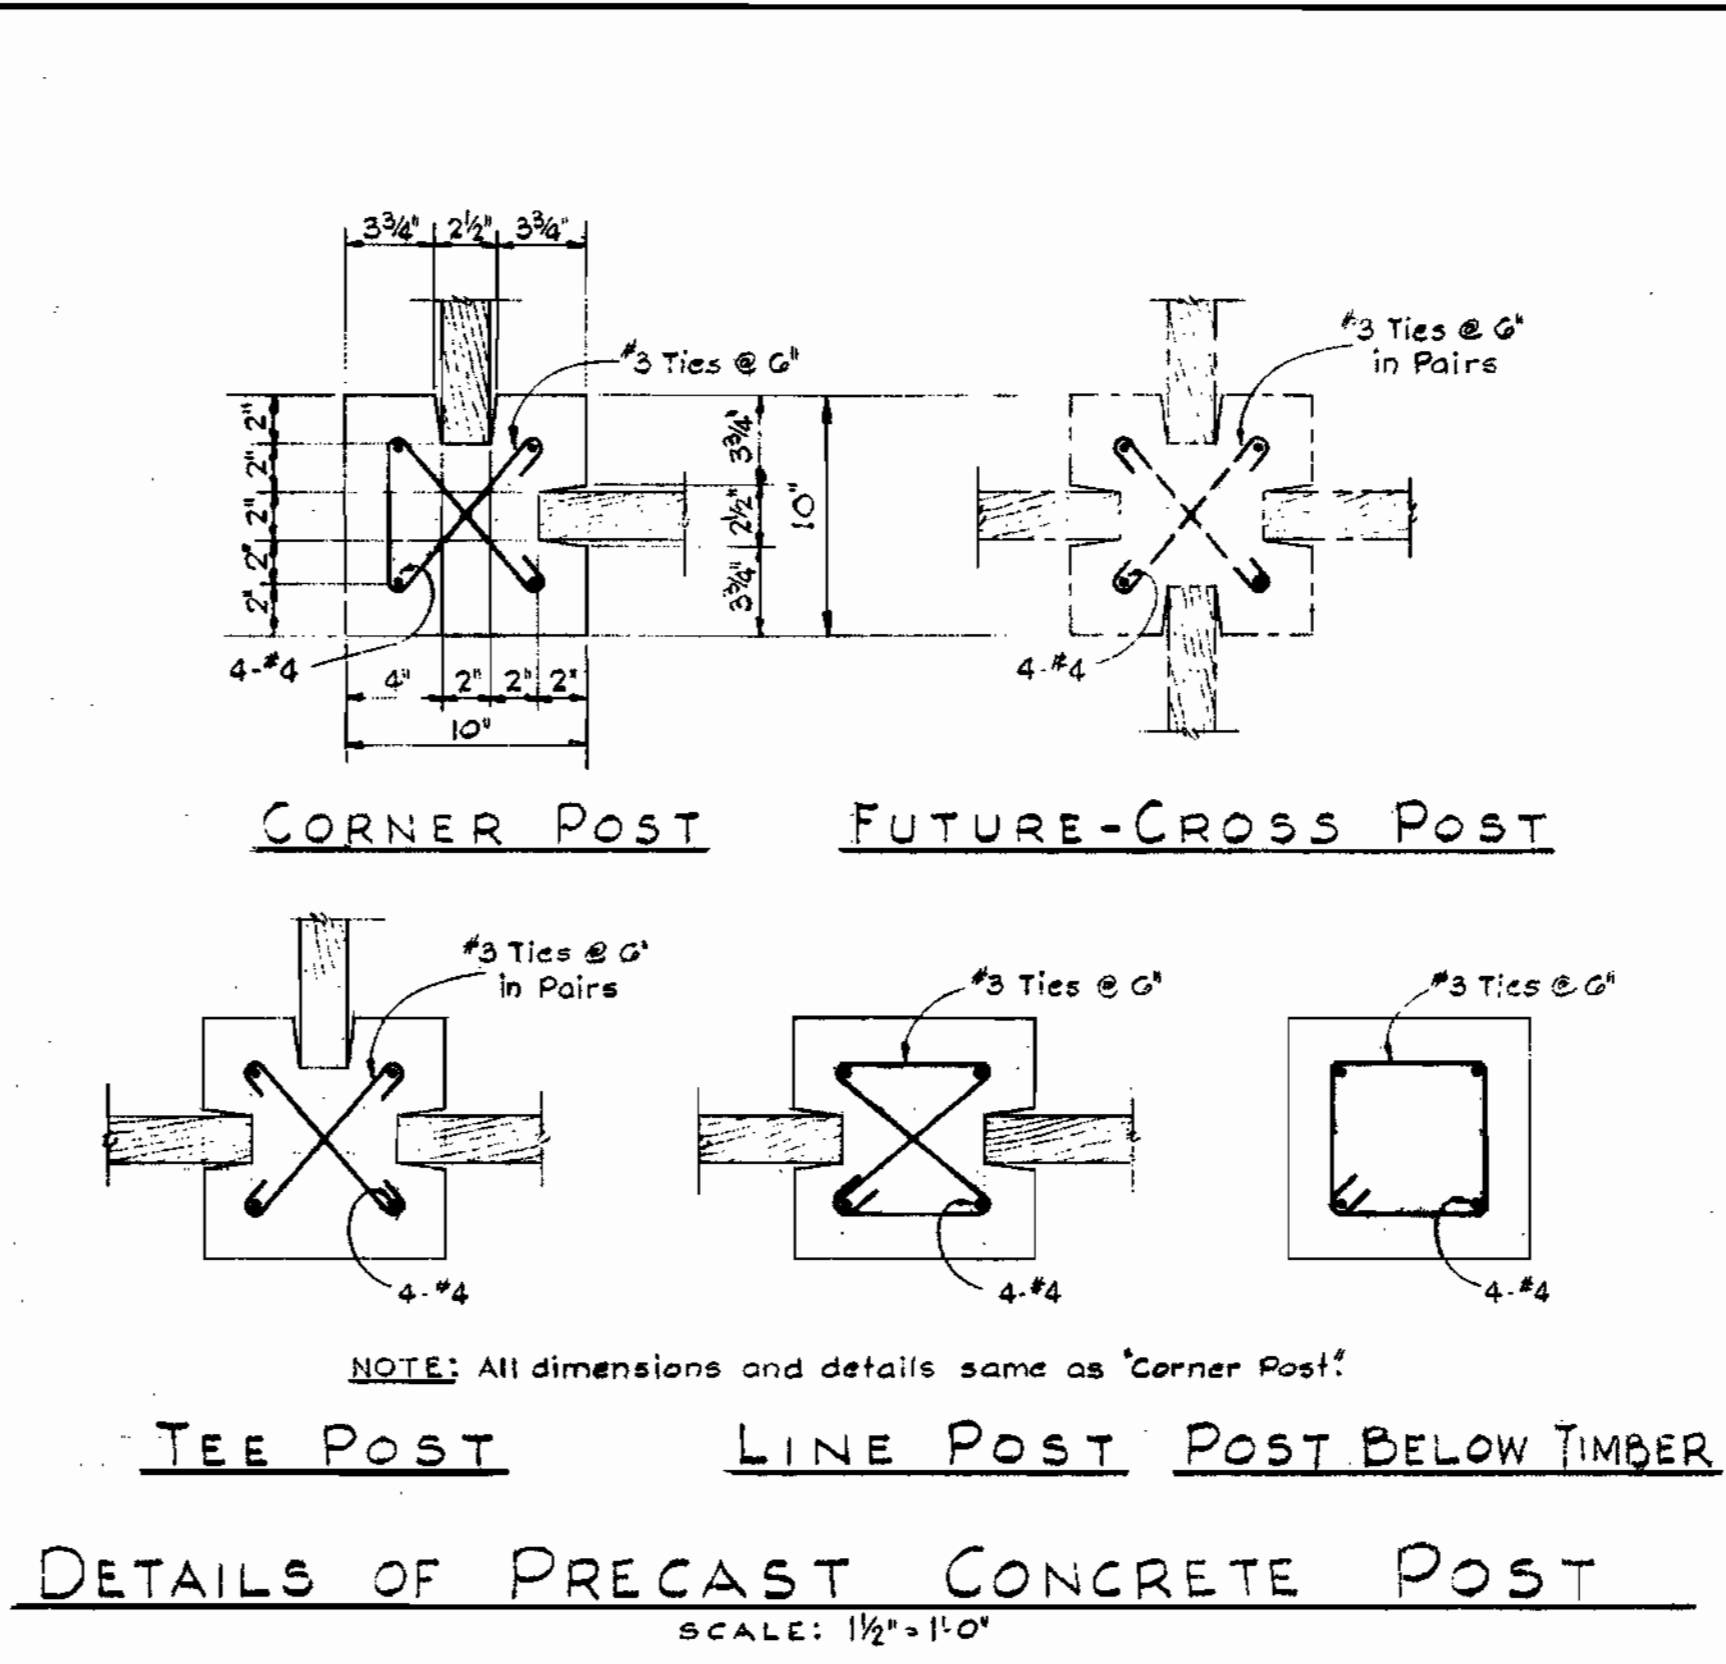 3¾" 2½" 3¾"
#3 Ties @ 6"
2"
2"
2"
2"
2"
3¾"
2½"
3¾"
10"
4-#4
4" 2" 2" 2"
10"
CORNER POST
#3 Ties @ 6"
in Pairs
4-#4
FUTURE-CROSS POST
#3 Ties @ 6"
in Pairs
4-#4
#3 Ties @ 6"
4-#4
#3 Ties @ 6"
4-#4
NOTE: All dimensions and details same as "Corner Post".
TEE POST
LINE POST
POST BELOW TIMBER
DETAILS OF PRECAST CONCRETE POST
SCALE: 1½" = 1'-0"